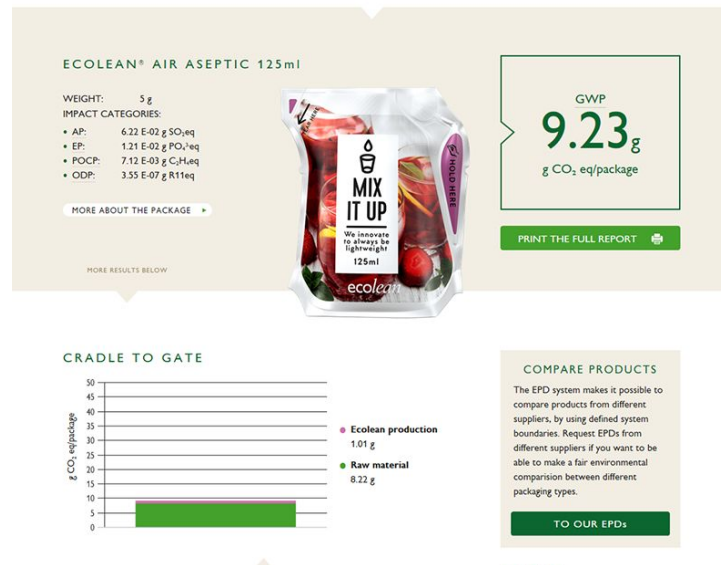 ECOLEAN® AIR ASEPTIC 125ml
WEIGHT: 5 g
IMPACT CATEGORIES:
• AP: 6.22 E-02 g SO₂eq
• EP: 1.21 E-02 g PO₄³eq
• POCP: 7.12 E-03 g C₂H₄eq
• ODP: 3.55 E-07 g R11eq
MORE ABOUT THE PACKAGE
MORE RESULTS BELOW
HOLD HERE
MIX
IT UP
We innovate
to always be
lightweight
125ml
ecolean
GWP
9.23g
g CO₂ eq/package
PRINT THE FULL REPORT
CRADLE TO GATE
g CO₂ eq/package
50
45
40
35
30
25
20
15
10
5
0
Ecolean production
1.01 g
Raw material
8.22 g
COMPARE PRODUCTS
The EPD system makes it possible to
compare products from different
suppliers, by using defined system
boundaries. Request EPDs from
different suppliers if you want to be
able to make a fair environmental
comparision between different
packaging types.
TO OUR EPDs